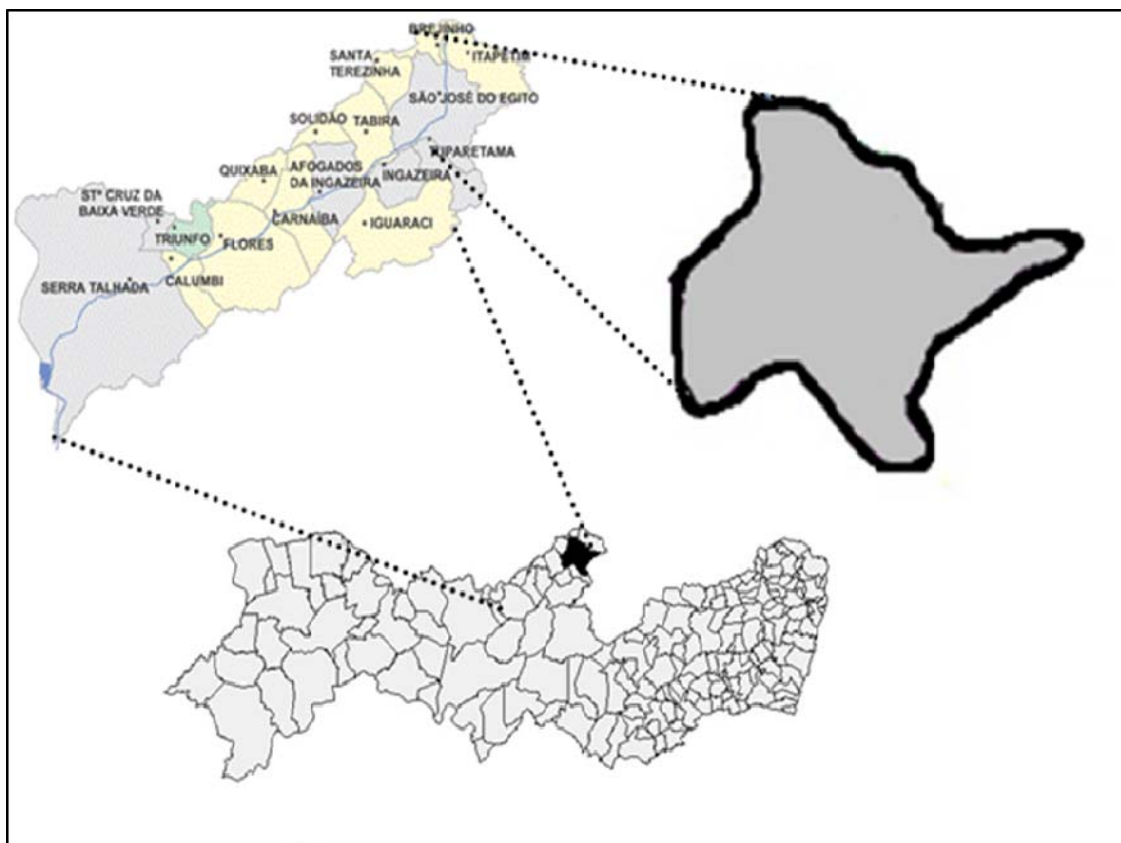 BREJINHO
ITAPETIM
SANTA
TEREZINHA
SÃO JOSÉ DO EGITO
SOLIDÃO
TABIRA
TUPARETAMA
QUIXABA
AFOGADOS
DA INGAZEIRA
INGAZEIRA
STª CRUZ DA
BAIXA VERDE
CARNAÍBA
IGUARACI
TRIUNFO
FLORES
CALUMBI
SERRA TALHADA